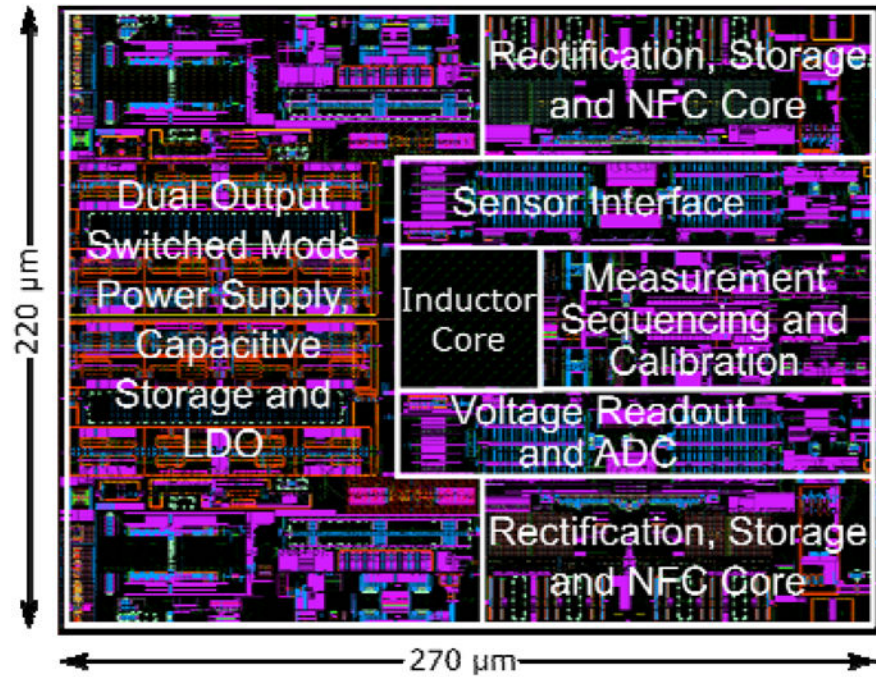 Rectification, Storage
and NFC Core
Dual Output
Switched Mode
Power Supply,
Capacitive
Storage and
LDO
Sensor Interface
Inductor
Core
Measurement
Sequencing and
Calibration
Voltage Readout
and ADC
Rectification, Storage
and NFC Core
220 µm
270 µm